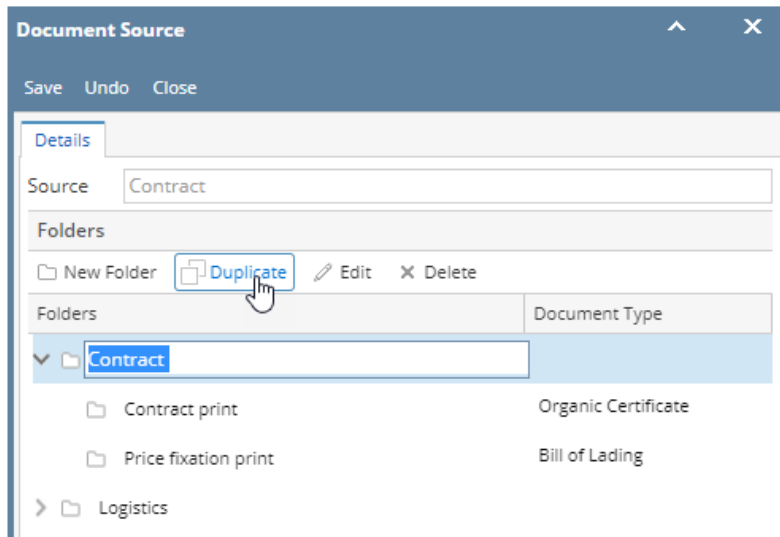 Document Source
Save Undo Close
Details
Source Contract
Folders
New Folder Duplicate Edit Delete
Folders Document Type
Contract
Contract print Organic Certificate
Price fixation print Bill of Lading
Logistics